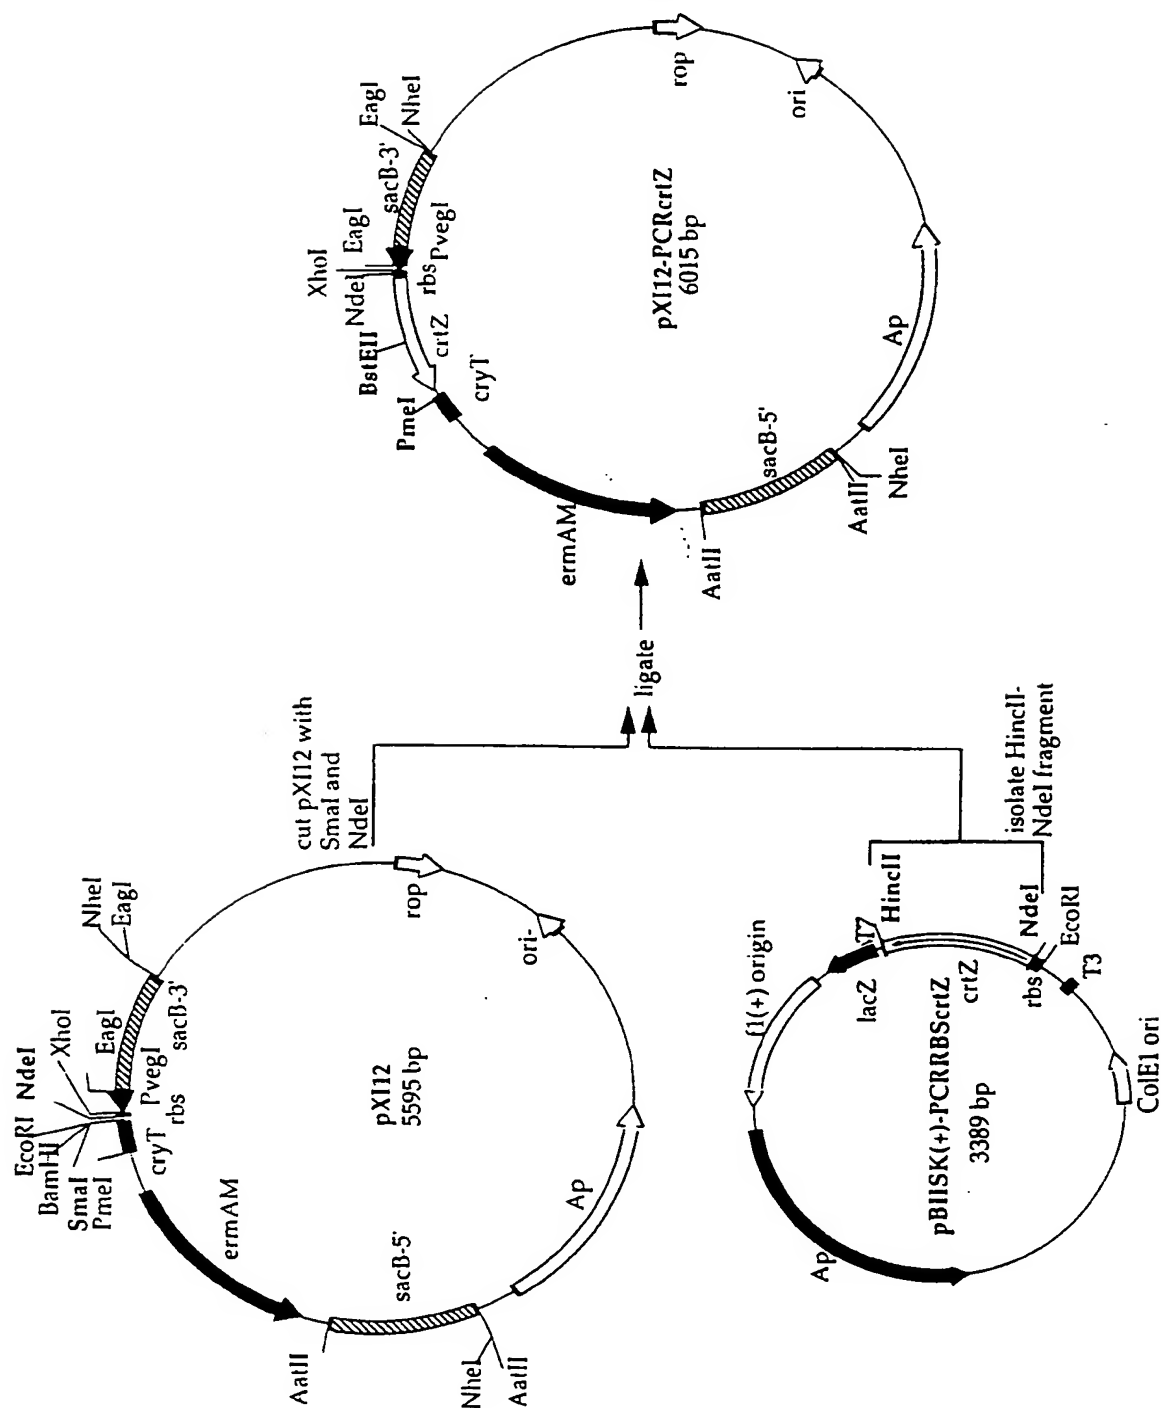 EcoRI
NdeI
XhoI
BamHI
SmaI
PmeI
EagI
NheI
EagI
PvegI
sacB-3'
rbs
cryT
ermAM
pXI12
5595 bp
rop
ori-
Ap
sacB-5'
AatII
NheI
AatII
cut pXI12 with
SmaI and
NdeI
f1(+) origin
lacZ
T7
HincII
crtZ
NdeI
rbs
EcoRI
T3
ColE1 ori
Ap
pBIISK(+)-PCRRBScrtZ
3389 bp
isolate HincII-
NdeI fragment
ligate
XhoI
NdeI
EagI
EagI
NheI
sacB-3'
rbs
PvegI
BstEII
crtZ
PmeI
cryT
ermAM
pXI12-PCRcrtZ
6015 bp
rop
ori
Ap
sacB-5'
AatII
AatII
NheI